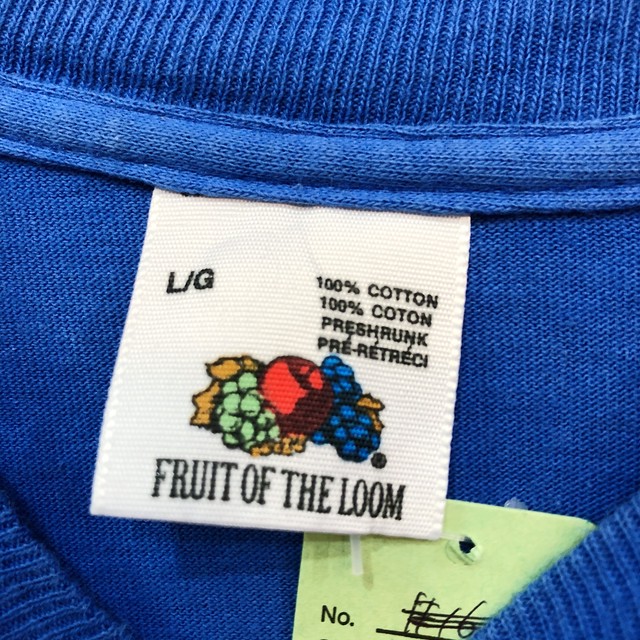 L/G
100% COTTON
100% COTON
PRESHRUNK
PRÉ-RÉTRÉCI
FRUIT OF THE LOOM
®
No.